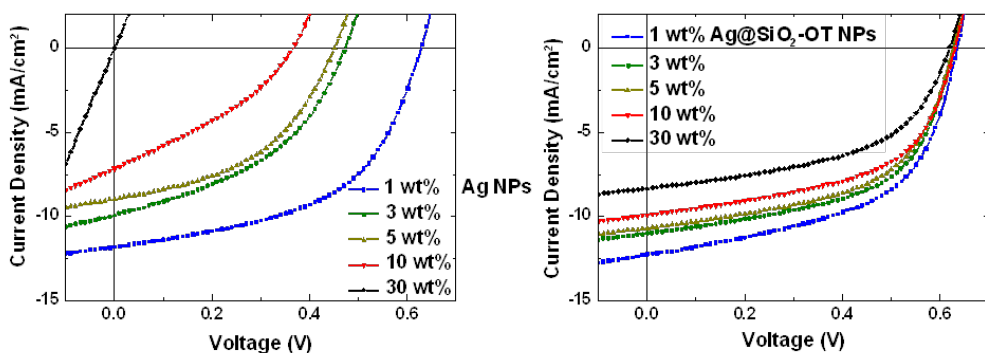 Current Density (mA/cm²)
0
-5
-10
-15
0.0
0.2
0.4
0.6
Voltage (V)
1 wt%
3 wt%
5 wt%
10 wt%
30 wt%
Ag NPs
Current Density (mA/cm²)
0
-5
-10
-15
0.0
0.2
0.4
0.6
Voltage (V)
1 wt% Ag@SiO₂-OT NPs
3 wt%
5 wt%
10 wt%
30 wt%